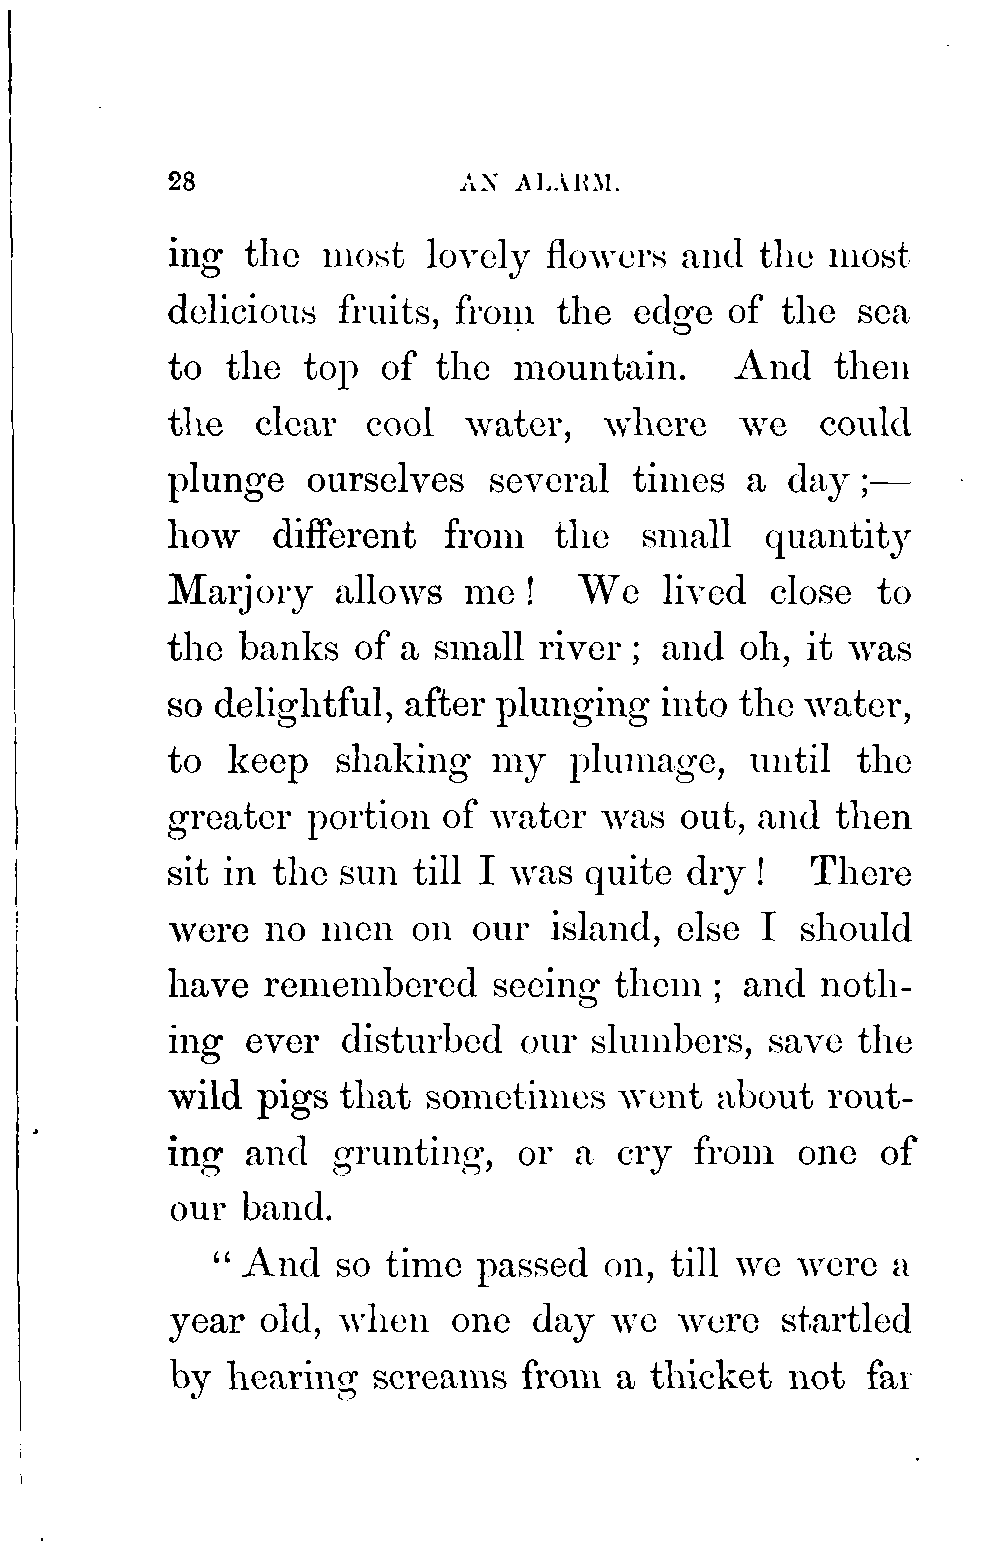 28 AN ALARM.
ing the most lovely flowers and the most
delicious fruits, from the edge of the sea
to the top of the mountain. And then
the clear cool water, where we could
plunge ourselves several times a day ;—
how different from the small quantity
Marjory allows me ! We lived close to
the banks of a small river ; and oh, it was
so delightful, after plunging into the water,
to keep shaking my plumage, until the
greater portion of water was out, and then
sit in the sun till I was quite dry ! There
were no men on our island, else I should
have remembered seeing them ; and noth-
ing ever disturbed our slumbers, save the
wild pigs that sometimes went about rout-
ing and grunting, or a cry from one of
our band.
“ And so time passed on, till we were a
year old, when one day we were startled
by hearing screams from a thicket not far